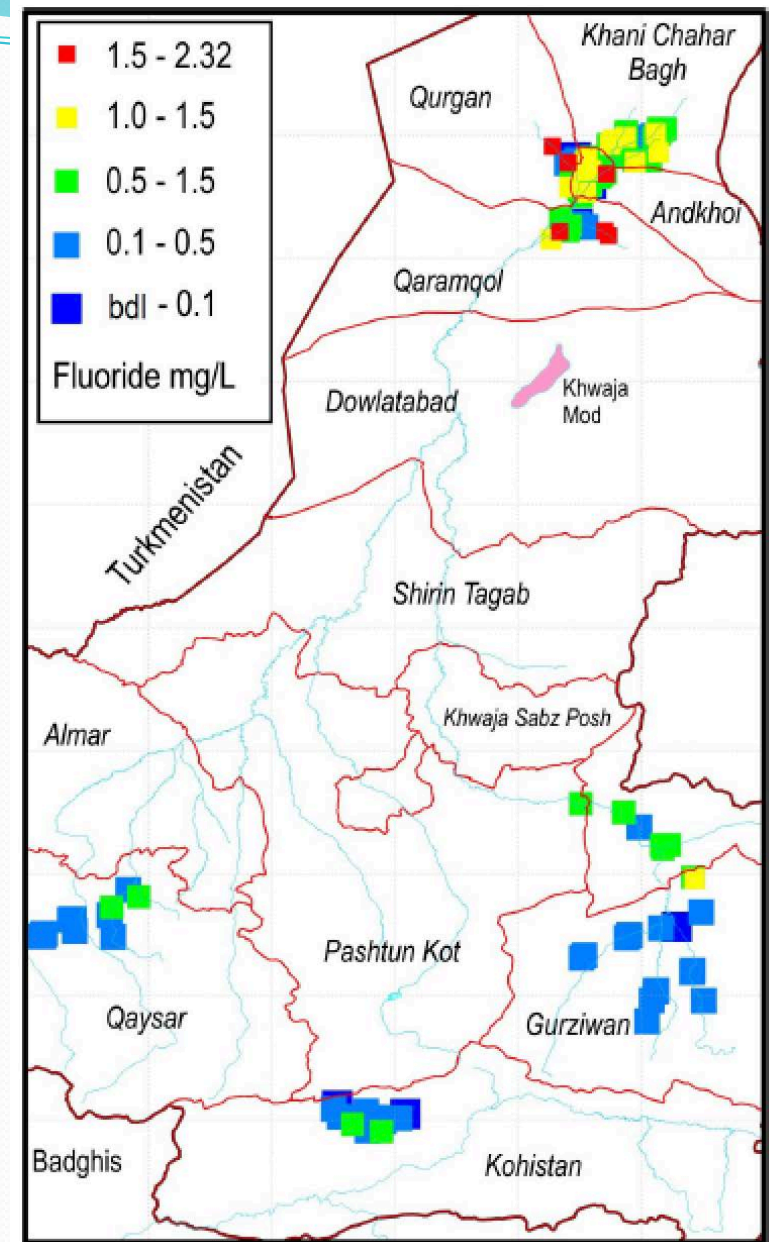 1.5 - 2.32
1.0 - 1.5
0.5 - 1.5
0.1 - 0.5
bdl - 0.1
Fluoride mg/L
Khani Chahar
Bagh
Qurgan
Andkhoi
Qaramqol
Khwaja
Mod
Dowlatabad
Turkmenistan
Shirin Tagab
Khwaja Sabz Posh
Almar
Pashtun Kot
Qaysar
Gurziwan
Badghis
Kohistan